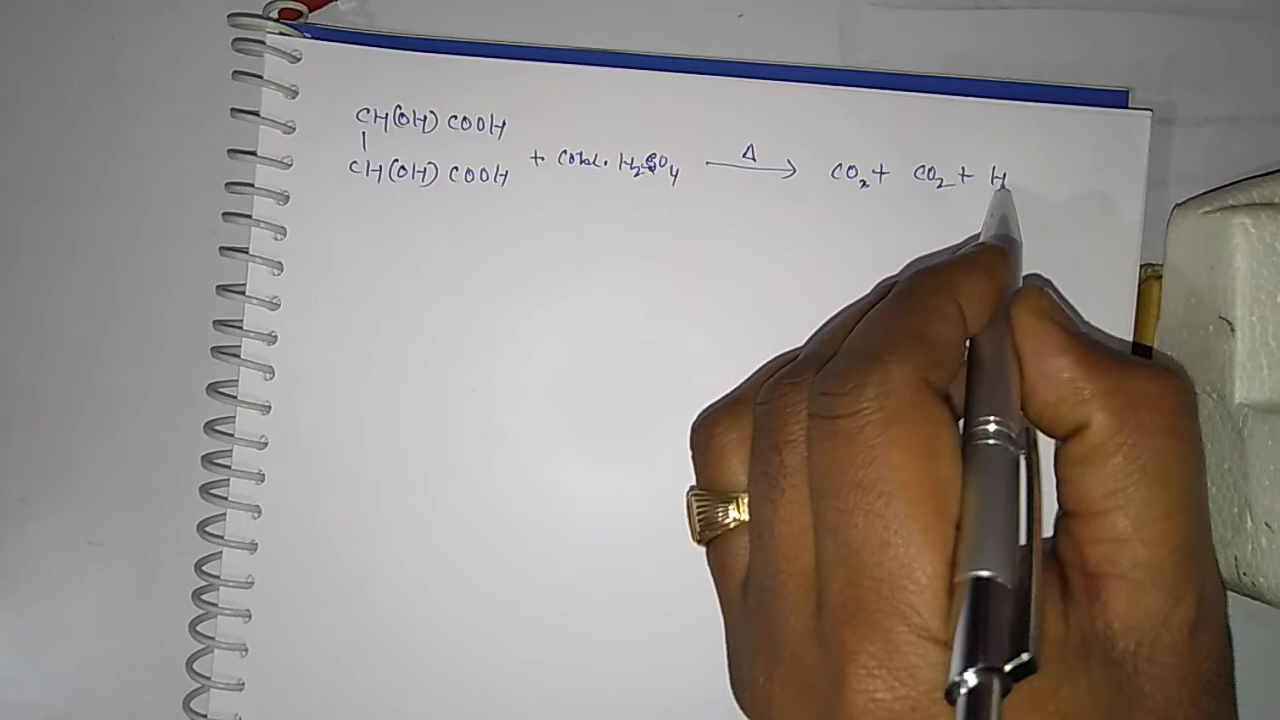 CH(OH) COOH
|
CH(OH) COOH + Conc. H₂SO₄ —Δ→ CO₂ + CO₂ + H